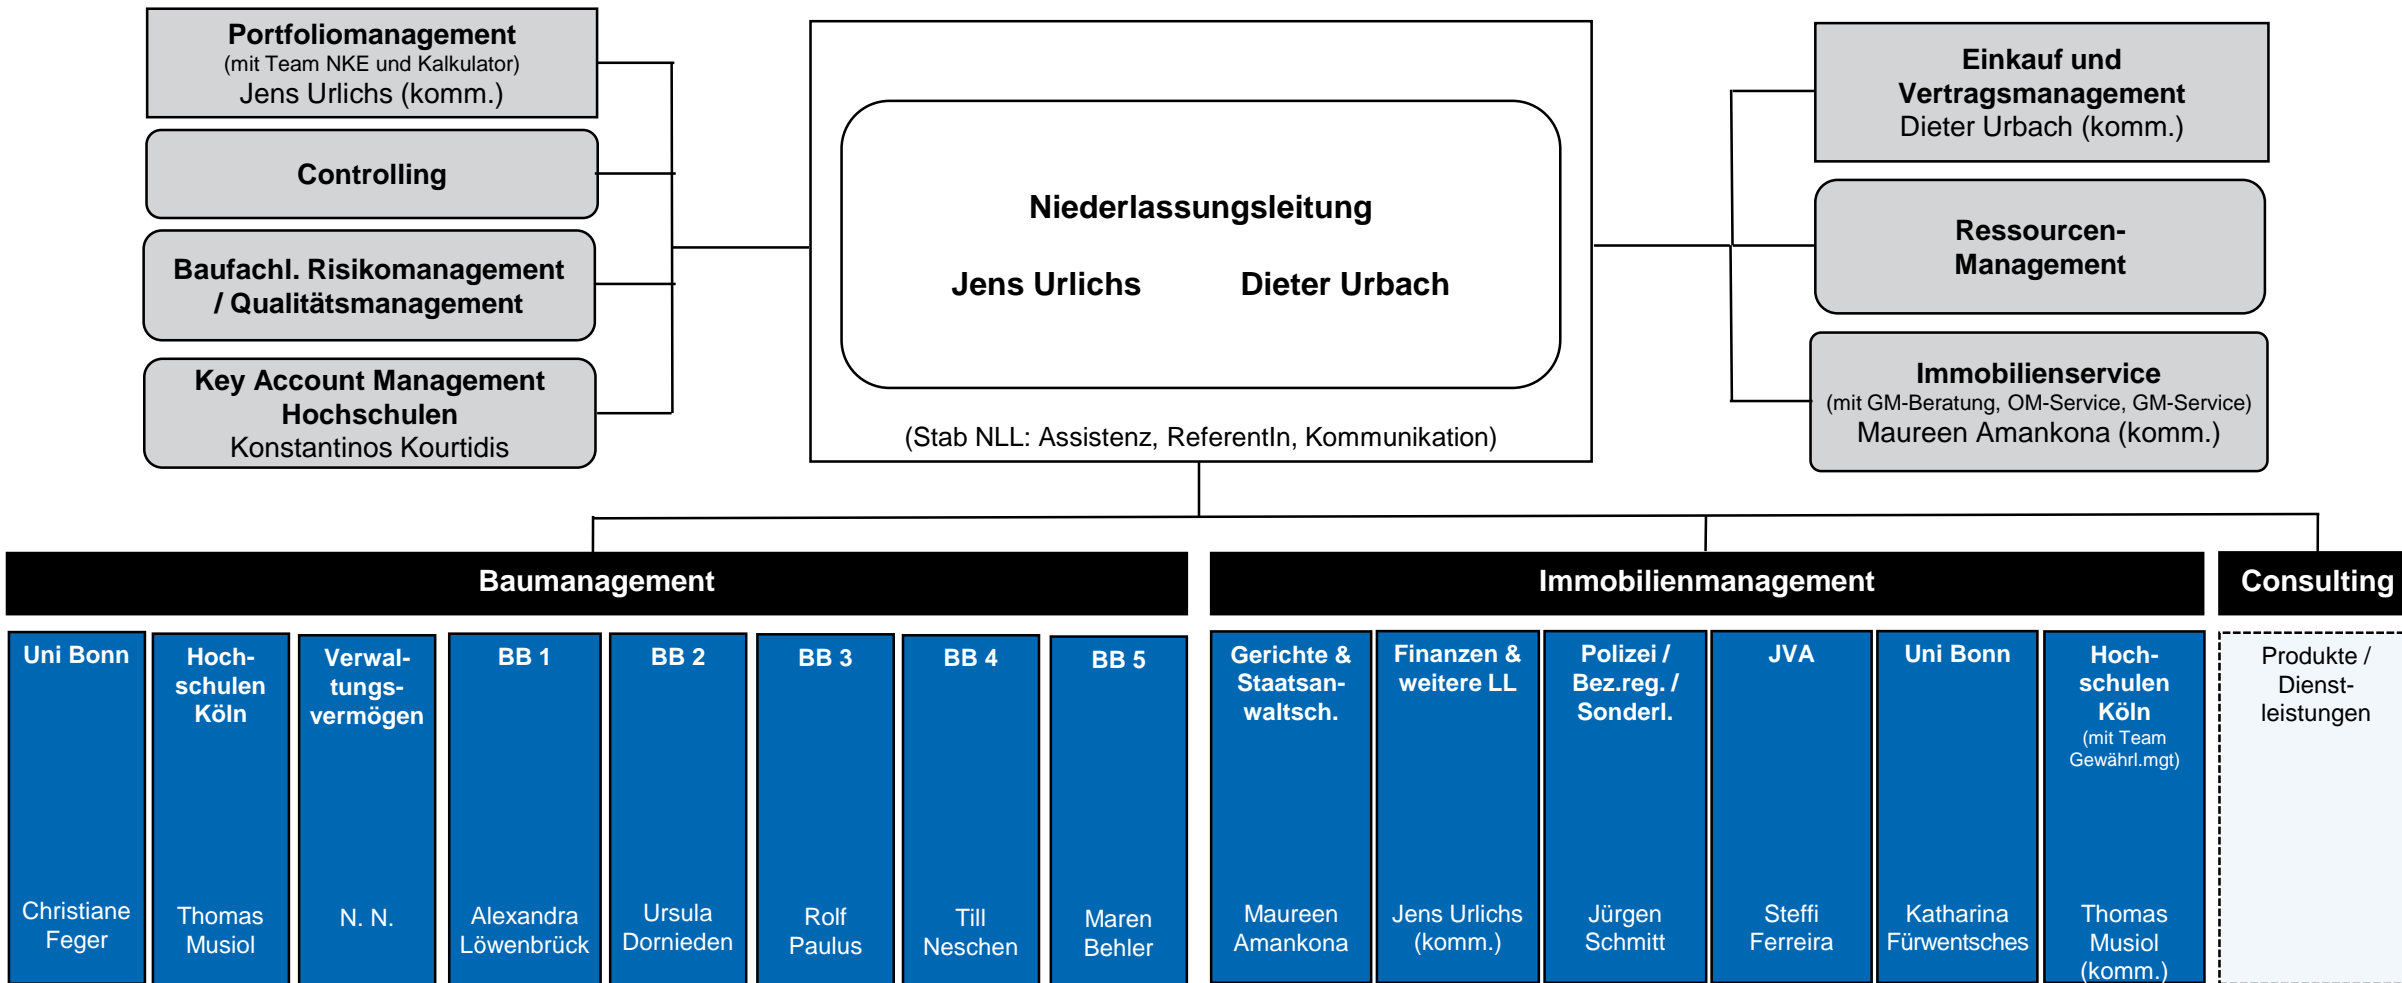 Portfoliomanagement
(mit Team NKE und Kalkulator)
Jens Urlichs (komm.)
Controlling
Baufachl. Risikomanagement
/ Qualitätsmanagement
Key Account Management
Hochschulen
Konstantinos Kourtidis
Niederlassungsleitung
Jens Urlichs Dieter Urbach
(Stab NLL: Assistenz, ReferentIn, Kommunikation)
Einkauf und
Vertragsmanagement
Dieter Urbach (komm.)
Ressourcen-
Management
Immobilienservice
(mit GM-Beratung, OM-Service, GM-Service)
Maureen Amankona (komm.)
Baumanagement
Uni Bonn
Christiane
Feger
Hoch-
schulen
Köln
Thomas
Musiol
Verwal-
tungs-
vermögen
N. N.
BB 1
Alexandra
Löwenbrück
BB 2
Ursula
Dornieden
BB 3
Rolf
Paulus
BB 4
Till
Neschen
BB 5
Maren
Behler
Immobilienmanagement
Gerichte &
Staatsan-
waltsch.
Maureen
Amankona
Finanzen &
weitere LL
Jens Urlichs
(komm.)
Polizei /
Bez.reg. /
Sonderl.
Jürgen
Schmitt
JVA
Steffi
Ferreira
Uni Bonn
Katharina
Fürwentsches
Hoch-
schulen
Köln
(mit Team
Gewährl.mgt)
Thomas
Musiol
(komm.)
Consulting
Produkte /
Dienst-
leistungen